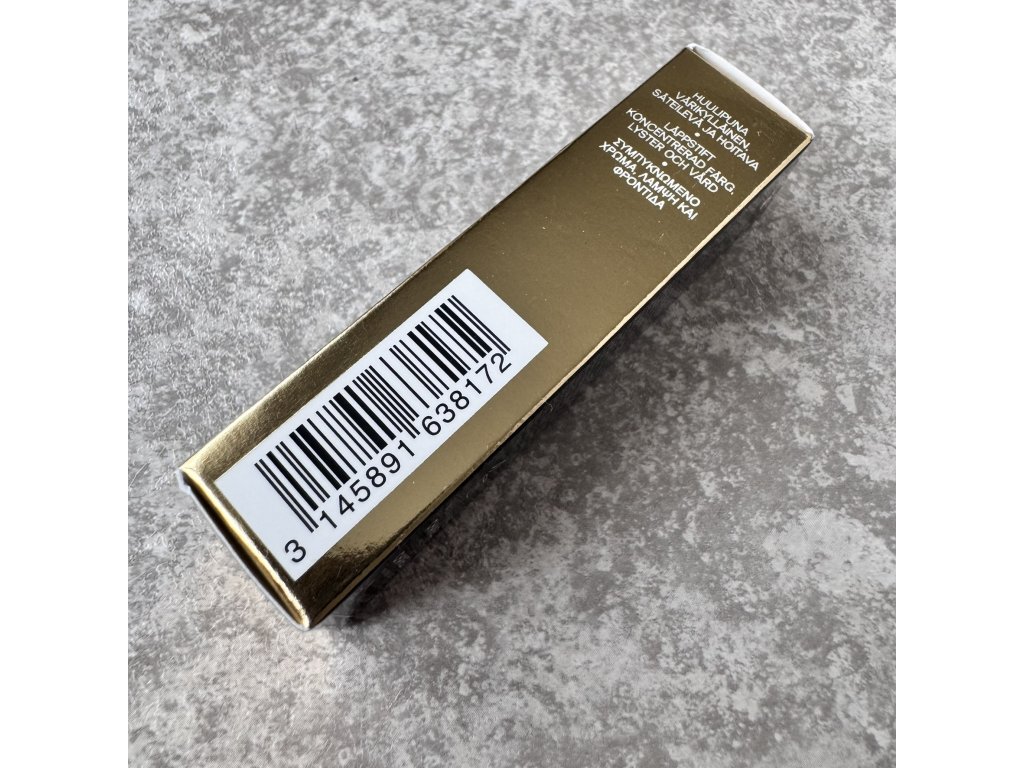 HUULIPUNA
VÄRIKYLLÄINEN,
SÄTEILEVÄ JA HOITAVA
•
LÄPPSTIFT
KONCENTRERAD FÄRG,
LYSTER OCH VÅRD
•
ΣΥΜΠΥΚΝΩΜΕΝΟ
ΧΡΩΜΑ, ΛΑΜΨΗ ΚΑΙ
ΦΡΟΝΤΙΔΑ
3 145891 638172